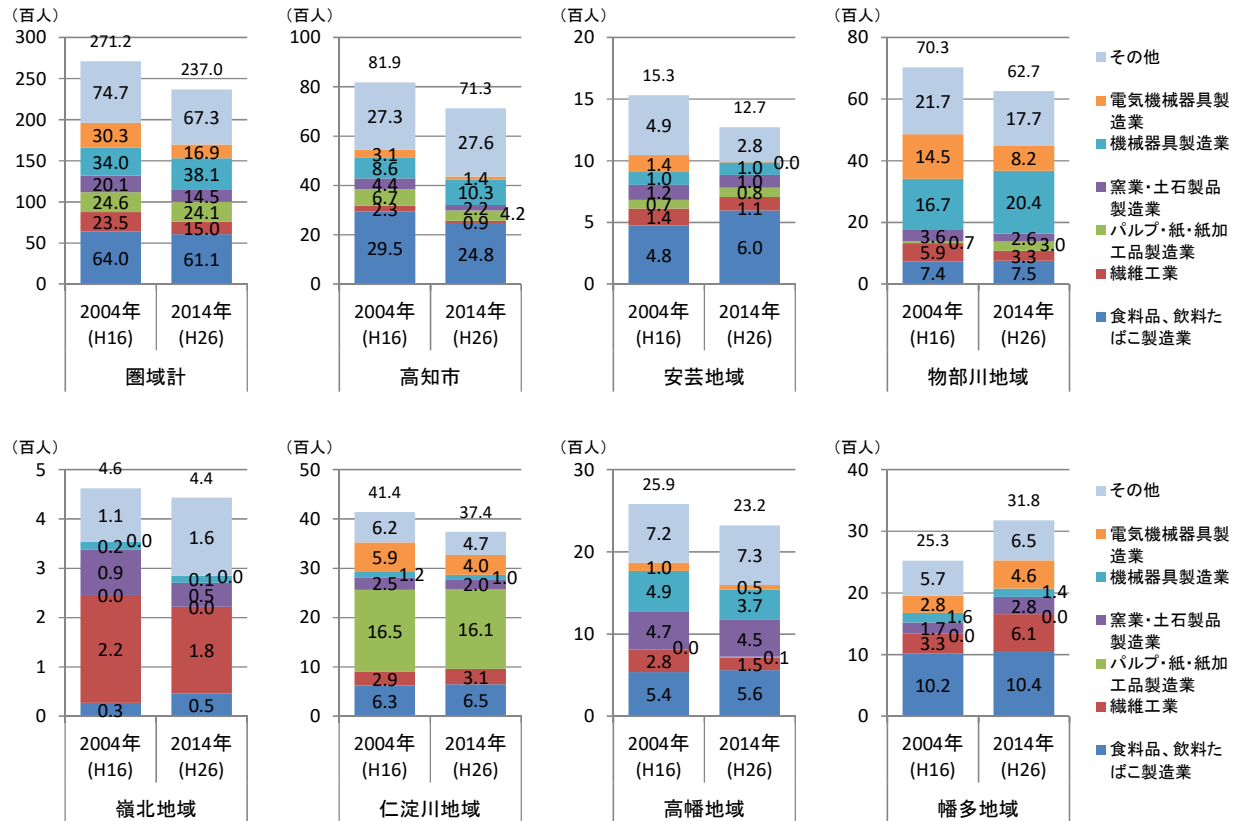 （百人）
300
250
200
150
100
50
0
271.2
237.0
74.7
67.3
30.3
16.9
34.0
38.1
20.1
14.5
24.6
24.1
23.5
15.0
64.0
61.1
2004年
(H16)
2014年
(H26)
圏域計
（百人）
100
80
60
40
20
0
81.9
71.3
27.3
27.6
3.1
1.4
8.6
10.3
4.4
2.2
6.7
4.2
2.3
0.9
29.5
24.8
2004年
(H16)
2014年
(H26)
高知市
（百人）
20
15
10
5
0
15.3
12.7
4.9
2.8
1.4
0.0
1.0
1.0
1.2
1.0
0.7
0.8
1.4
1.1
4.8
6.0
2004年
(H16)
2014年
(H26)
安芸地域
（百人）
80
60
40
20
0
70.3
62.7
21.7
17.7
14.5
8.2
16.7
20.4
3.6
2.6
0.7
3.0
5.9
3.3
7.4
7.5
2004年
(H16)
2014年
(H26)
物部川地域
その他
電気機械器具製
造業
機械器具製造業
窯業・土石製品
製造業
パルプ・紙・紙加
工品製造業
繊維工業
食料品、飲料た
ばこ製造業
（百人）
5
4
3
2
1
0
4.6
4.4
1.1
1.6
0.0
0.0
0.2
0.1
0.9
0.5
0.0
0.0
2.2
1.8
0.3
0.5
2004年
(H16)
2014年
(H26)
嶺北地域
（百人）
50
40
30
20
10
0
41.4
37.4
6.2
4.7
5.9
4.0
1.2
1.0
2.5
2.0
16.5
16.1
2.9
3.1
6.3
6.5
2004年
(H16)
2014年
(H26)
仁淀川地域
（百人）
30
20
10
0
25.9
23.2
7.2
7.3
1.0
0.5
4.9
3.7
4.7
4.5
0.0
0.1
2.8
1.5
5.4
5.6
2004年
(H16)
2014年
(H26)
高幡地域
（百人）
40
30
20
10
0
25.3
31.8
5.7
6.5
2.8
4.6
1.6
1.4
1.7
2.8
0.0
0.0
3.3
6.1
10.2
10.4
2004年
(H16)
2014年
(H26)
幡多地域
その他
電気機械器具製
造業
機械器具製造業
窯業・土石製品
製造業
パルプ・紙・紙加
工品製造業
繊維工業
食料品、飲料た
ばこ製造業